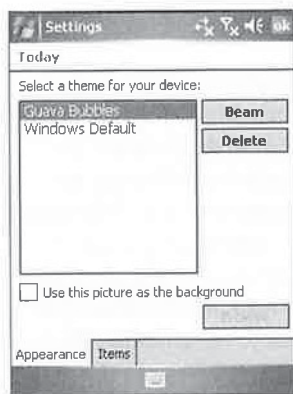 Settings
ok
Today
Select a theme for your device:
Guava Bubbles
Windows Default
Beam
Delete
Use this picture as the background
Appearance
Items